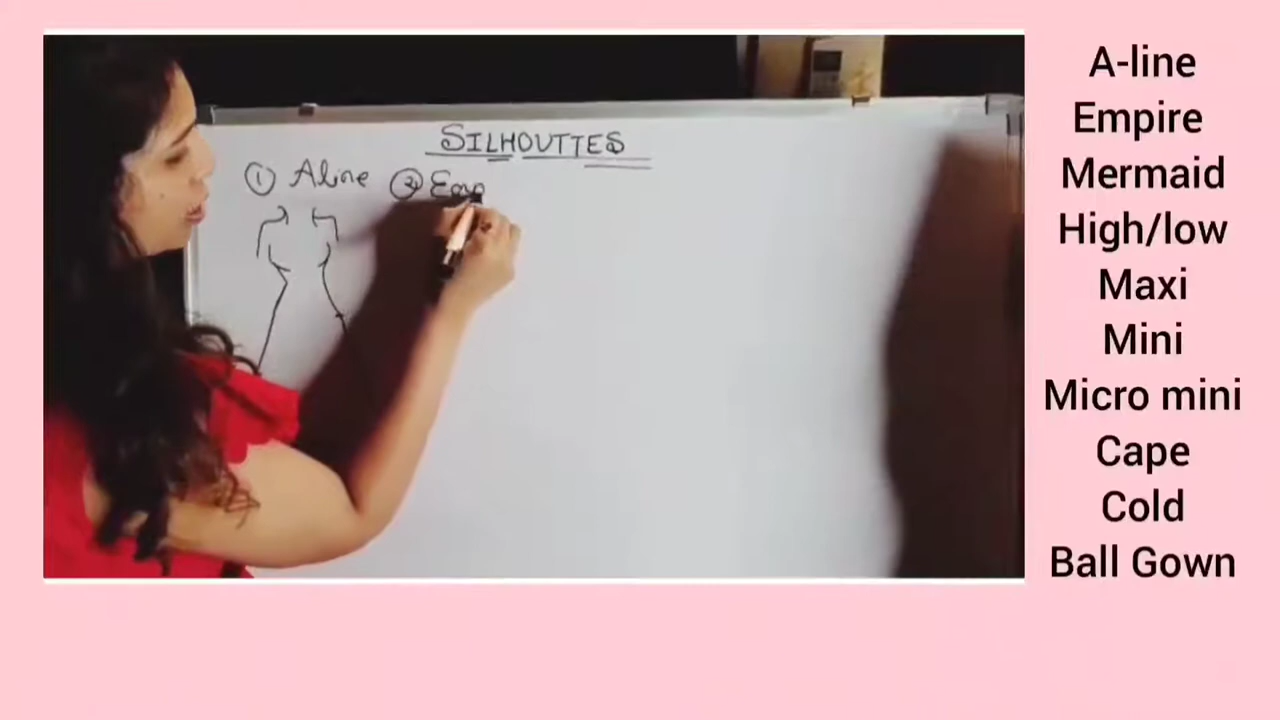 SILHOUTTES
① Aline ② Emp
A-line
Empire
Mermaid
High/low
Maxi
Mini
Micro mini
Cape
Cold
Ball Gown